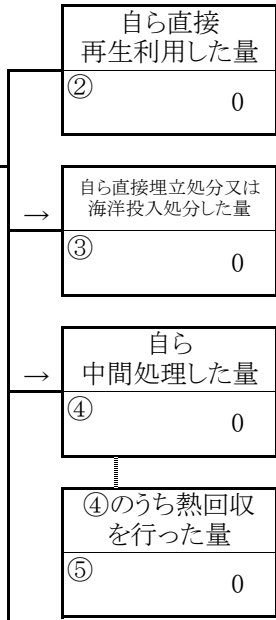 自ら直接
再生利用した量
②
0
自ら直接埋立処分又は
→
海洋投入処分した量
③
0
自ら
→
中間処理した量
④
0
④のうち熱回収
を行った量
⑤
0